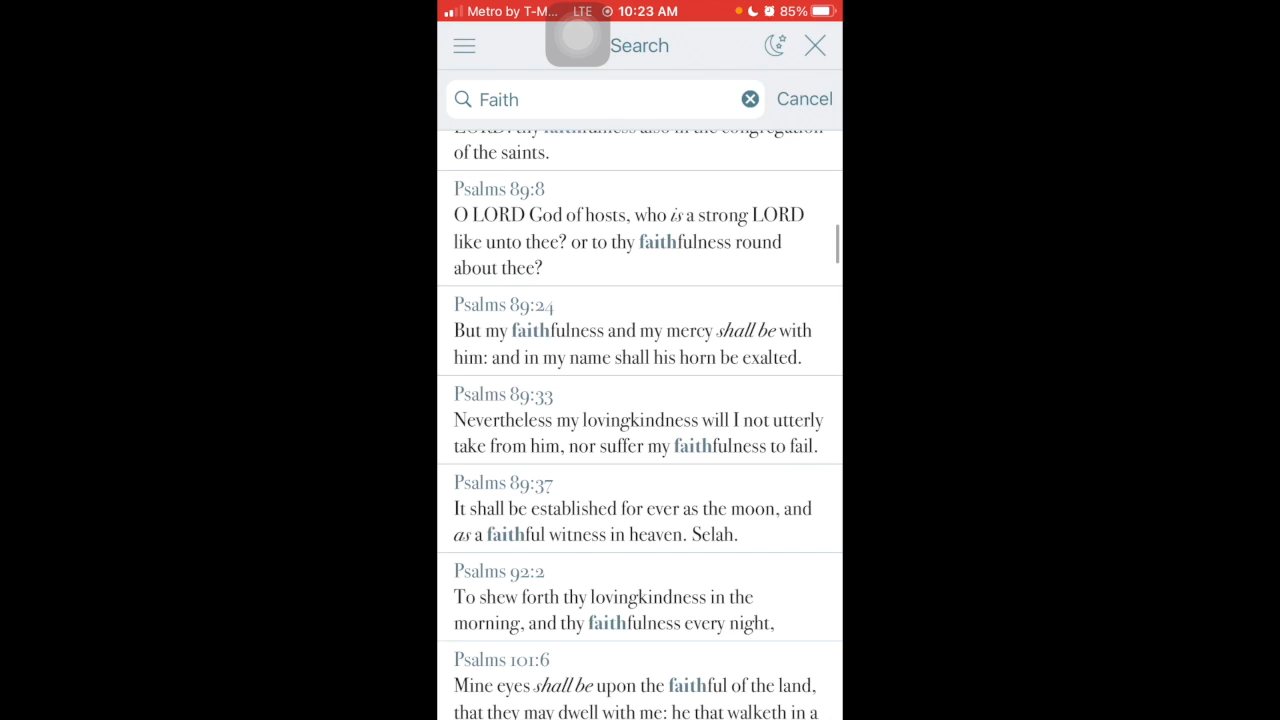 Metro by T-M... LTE 10:23 AM 85%
Search
Faith Cancel
of the saints.
Psalms 89:8
O LORD God of hosts, who is a strong LORD
like unto thee? or to thy faithfulness round
about thee?
Psalms 89:24
But my faithfulness and my mercy shall be with
him: and in my name shall his horn be exalted.
Psalms 89:33
Nevertheless my lovingkindness will I not utterly
take from him, nor suffer my faithfulness to fail.
Psalms 89:37
It shall be established for ever as the moon, and
as a faithful witness in heaven. Selah.
Psalms 92:2
To shew forth thy lovingkindness in the
morning, and thy faithfulness every night,
Psalms 101:6
Mine eyes shall be upon the faithful of the land,
that they may dwell with me: he that walketh in a